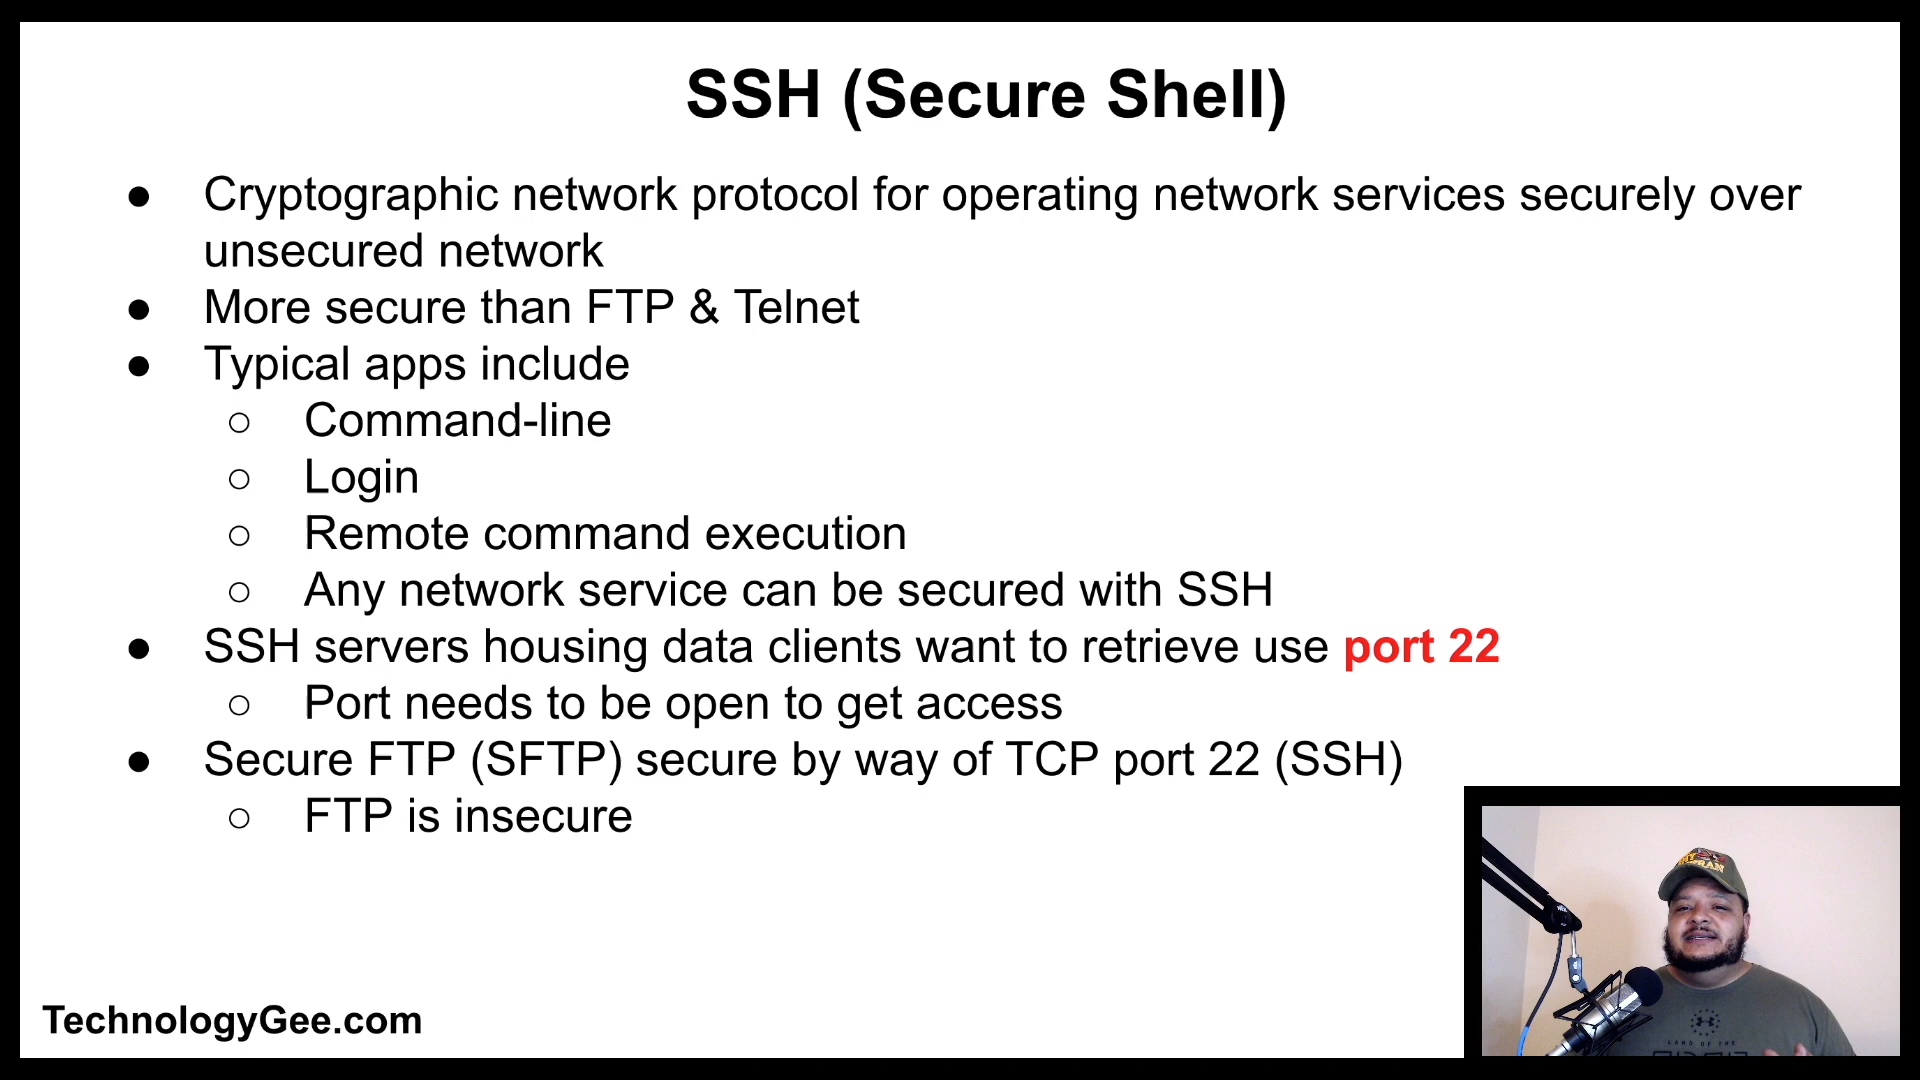 SSH (Secure Shell)
● Cryptographic network protocol for operating network services securely over
unsecured network
● More secure than FTP & Telnet
● Typical apps include
○ Command-line
○ Login
○ Remote command execution
○ Any network service can be secured with SSH
● SSH servers housing data clients want to retrieve use port 22
○ Port needs to be open to get access
● Secure FTP (SFTP) secure by way of TCP port 22 (SSH)
○ FTP is insecure
TechnologyGee.com
LAND OF THE